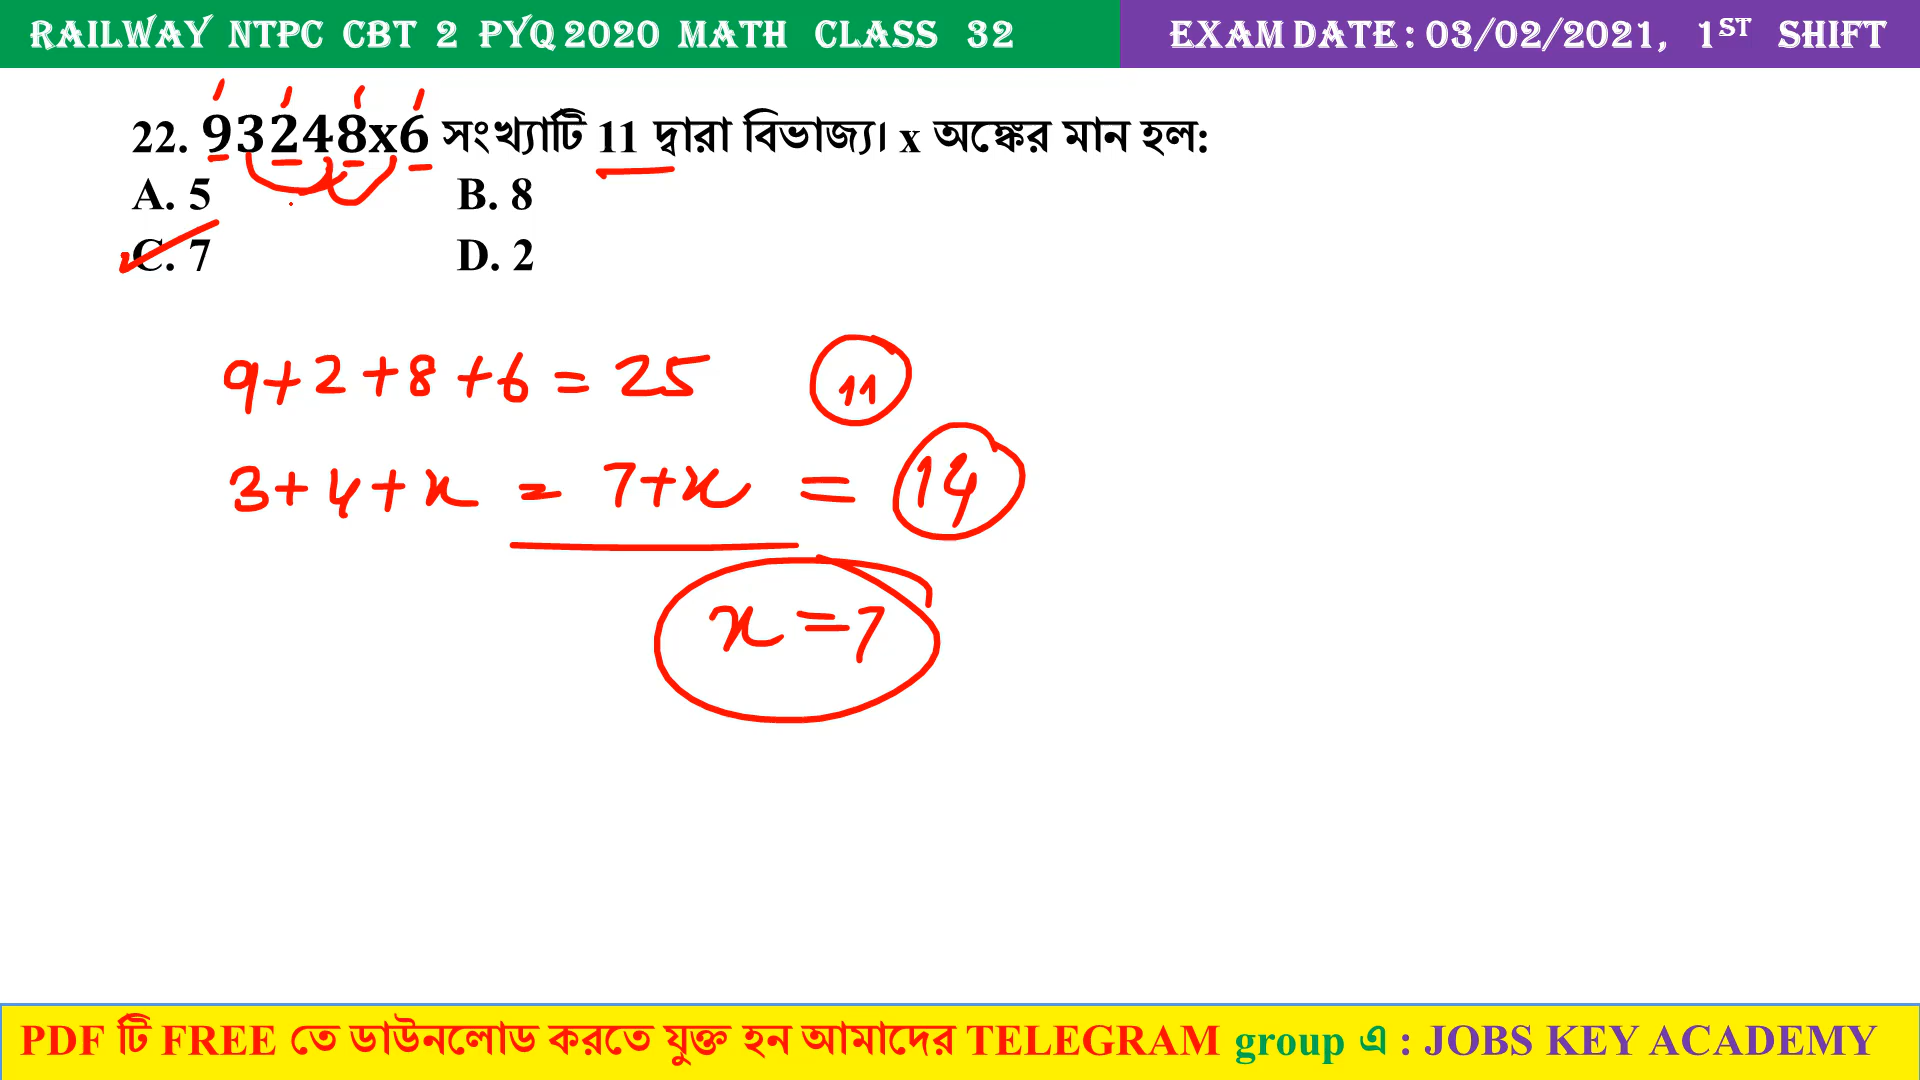 RAILWAY NTPC CBT 2 PYQ 2020 MATH CLASS 32
EXAM DATE : 03/02/2021, 1ST SHIFT
22. 93248x6 সংখ্যাটি 11 দ্বারা বিভাজ্য। x অঙ্কের মান হল:
A. 5 B. 8
C. 7 D. 2
9+2+8+6 = 25 11
3+4+x = 7+x = 14
x = 7
PDF টি FREE তে ডাউনলোড করতে যুক্ত হন আমাদের TELEGRAM group এ : JOBS KEY ACADEMY